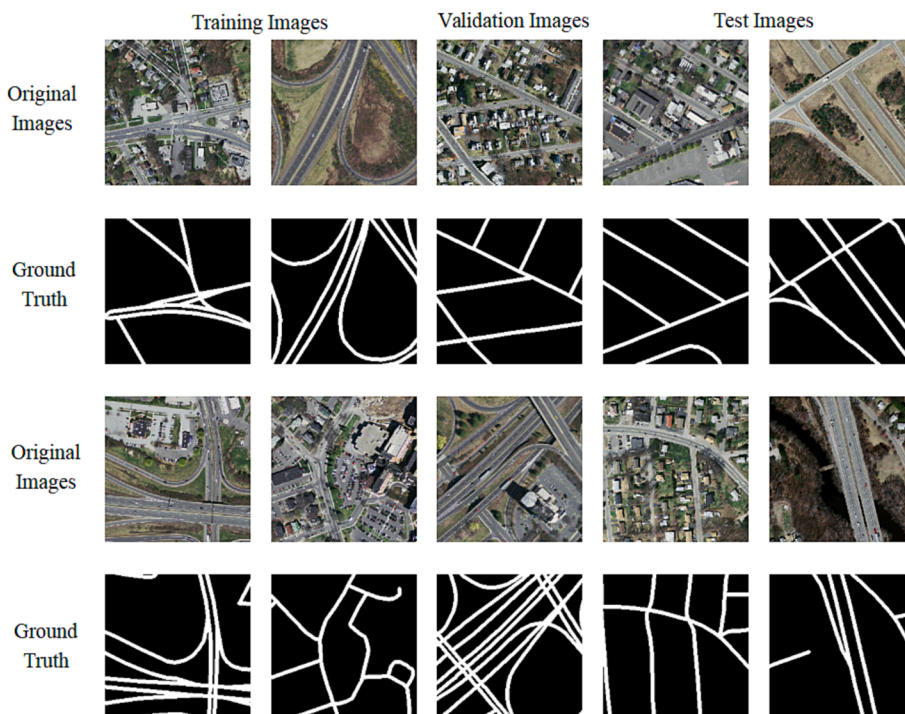 Training Images
Validation Images
Test Images
Original
Images
Ground
Truth
Original
Images
Ground
Truth